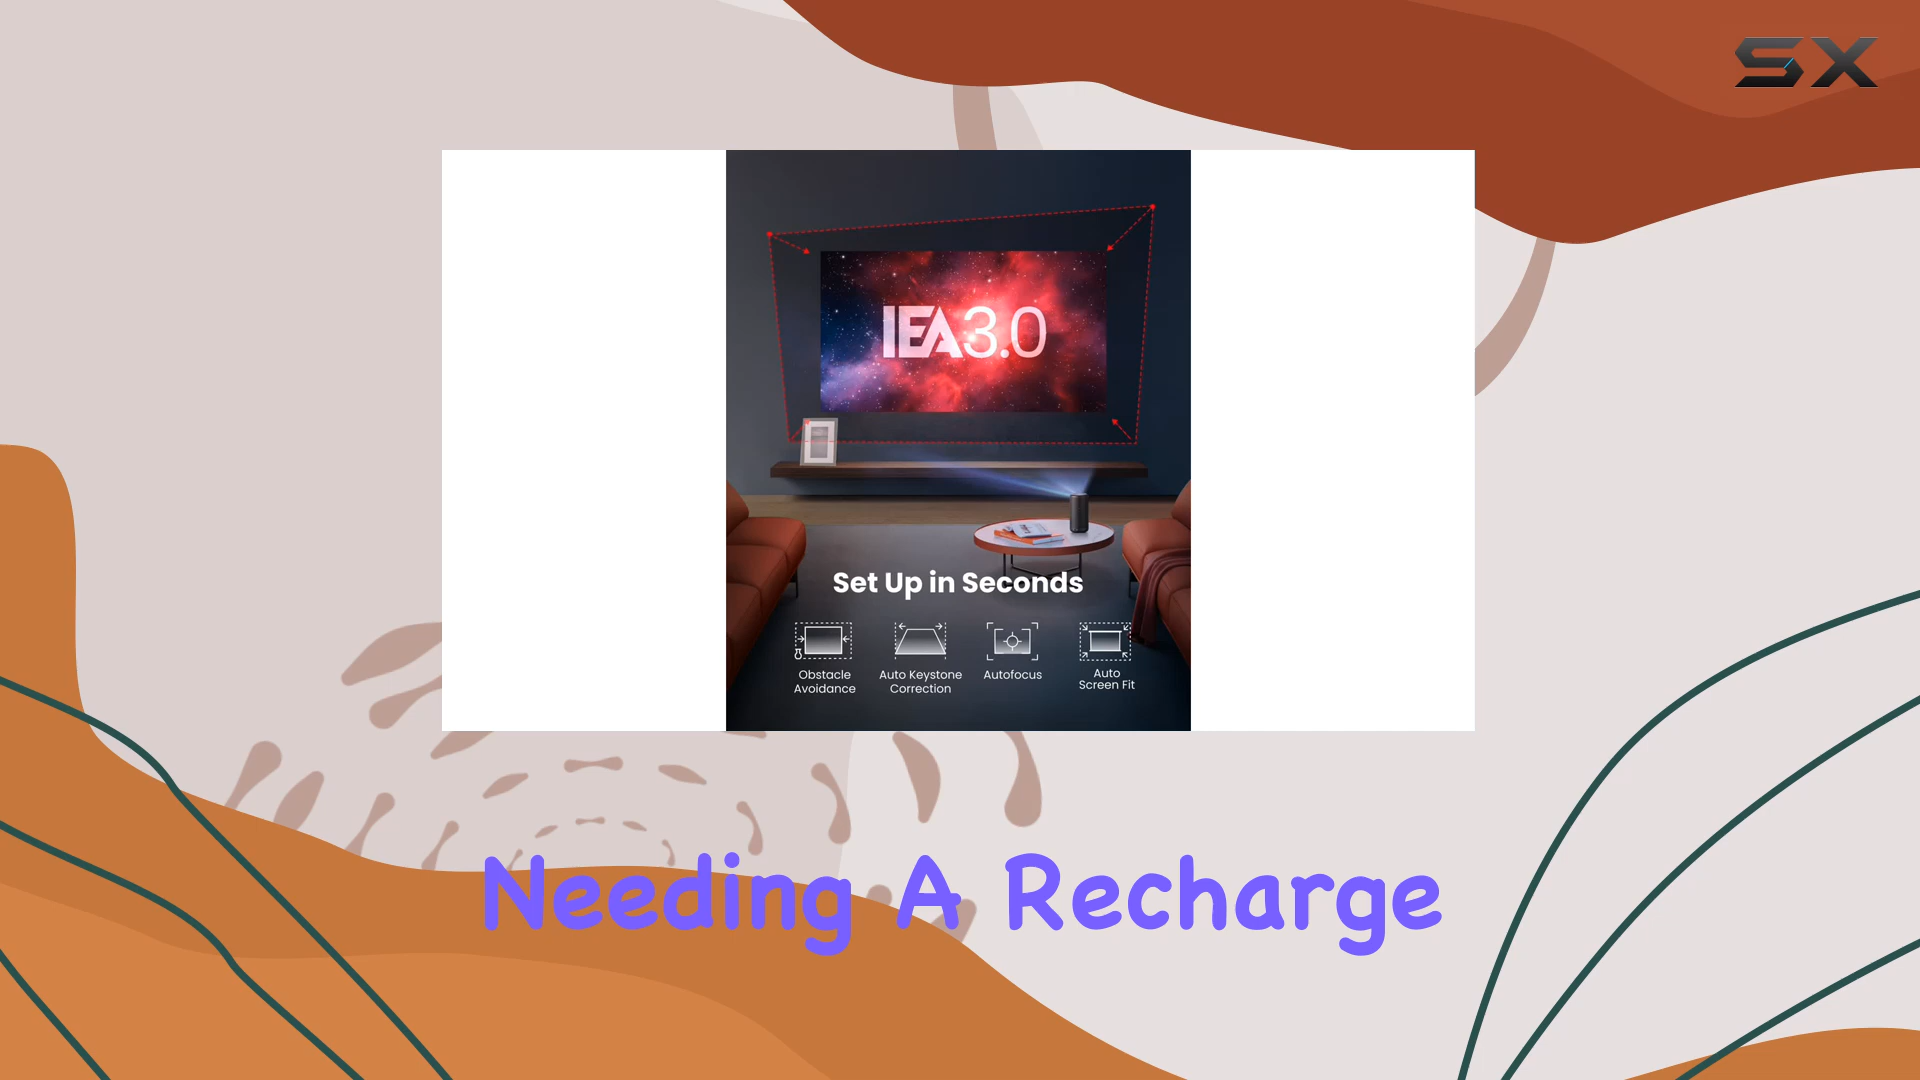 SX
IEA3.0
Set Up in Seconds
Obstacle
Avoidance
Auto Keystone
Correction
Autofocus
Auto
Screen Fit
Needing A Recharge